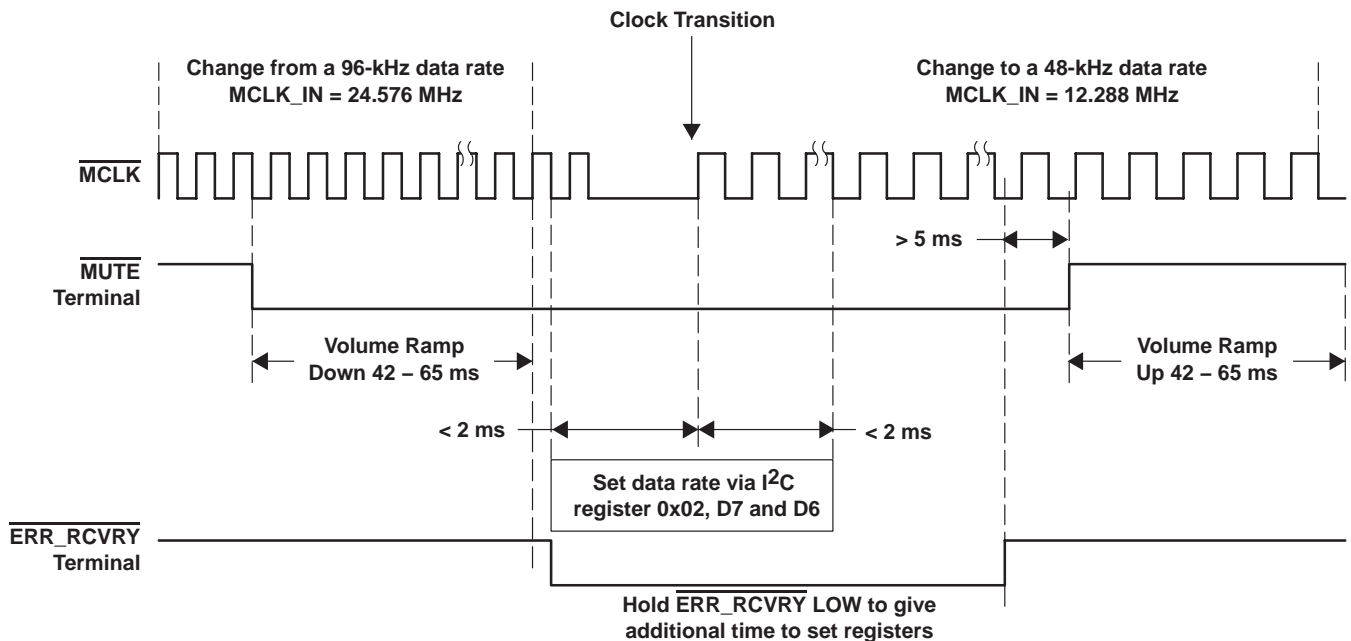 Clock Transition
Change from a 96-kHz data rate
MCLK_IN = 24.576 MHz
Change to a 48-kHz data rate
MCLK_IN = 12.288 MHz
MCLK
> 5 ms
MUTE
Terminal
Volume Ramp
Down 42 – 65 ms
Volume Ramp
Up 42 – 65 ms
< 2 ms
< 2 ms
Set data rate via I²C
register 0x02, D7 and D6
ERR_RCVRY
Terminal
Hold ERR_RCVRY LOW to give
additional time to set registers